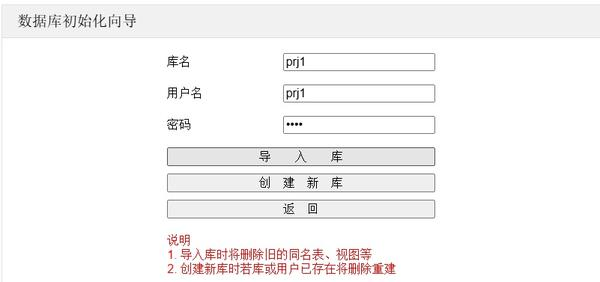 数据库初始化向导
库名 prj1
用户名 prj1
密码 ••••
导 入 库
创 建 新 库
返 回
说明
1. 导入库时将删除旧的同名表、视图等
2. 创建新库时若库或用户已存在将删除重建